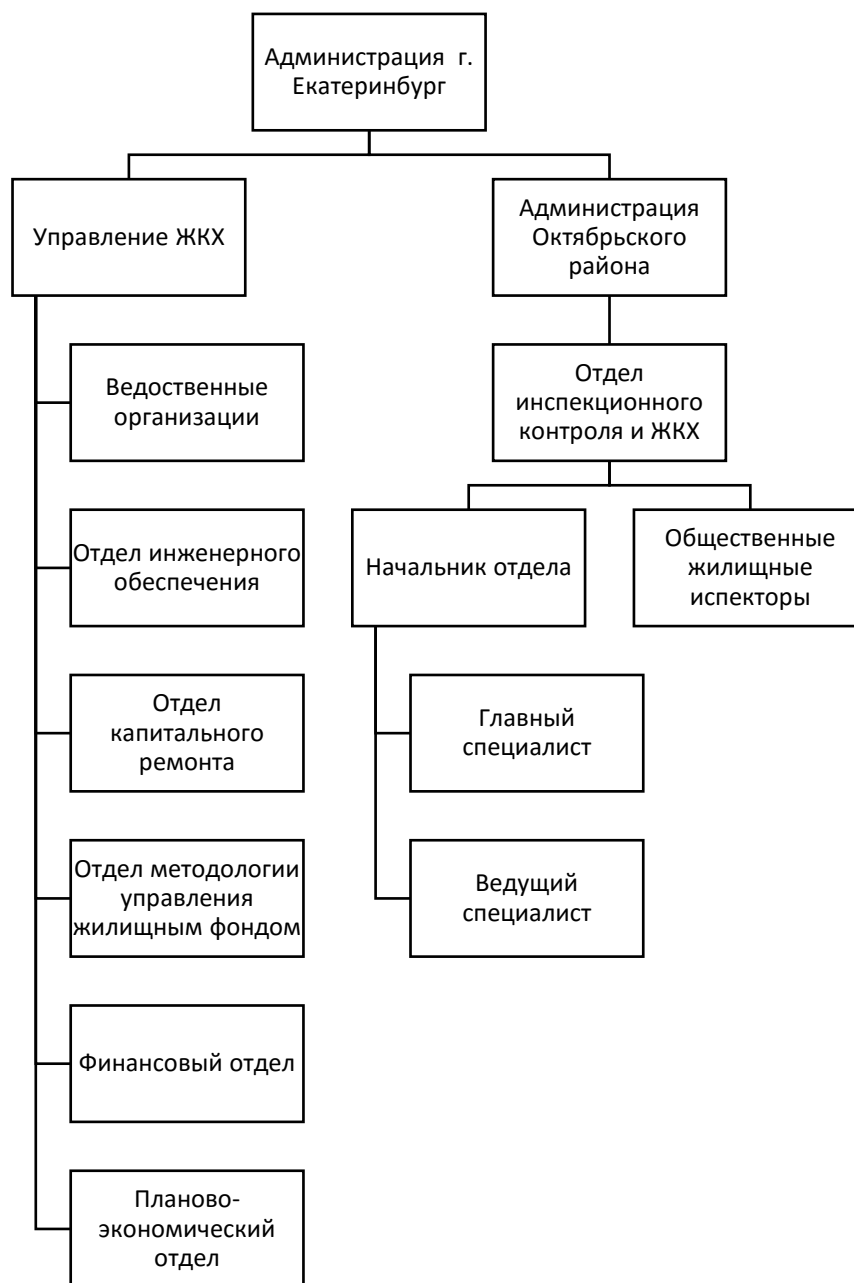 Администрация г.
Екатеринбург
Управление ЖКХ
Администрация
Октябрьского
района
Ведоственные
организации
Отдел
инспекционного
контроля и ЖКХ
Отдел инженерного
обеспечения
Начальник отдела
Общественные
жилищные
испекторы
Отдел
капитального
ремонта
Главный
специалист
Отдел методологии
управления
жилищным фондом
Ведущий
специалист
Финансовый отдел
Планово-
экономический
отдел